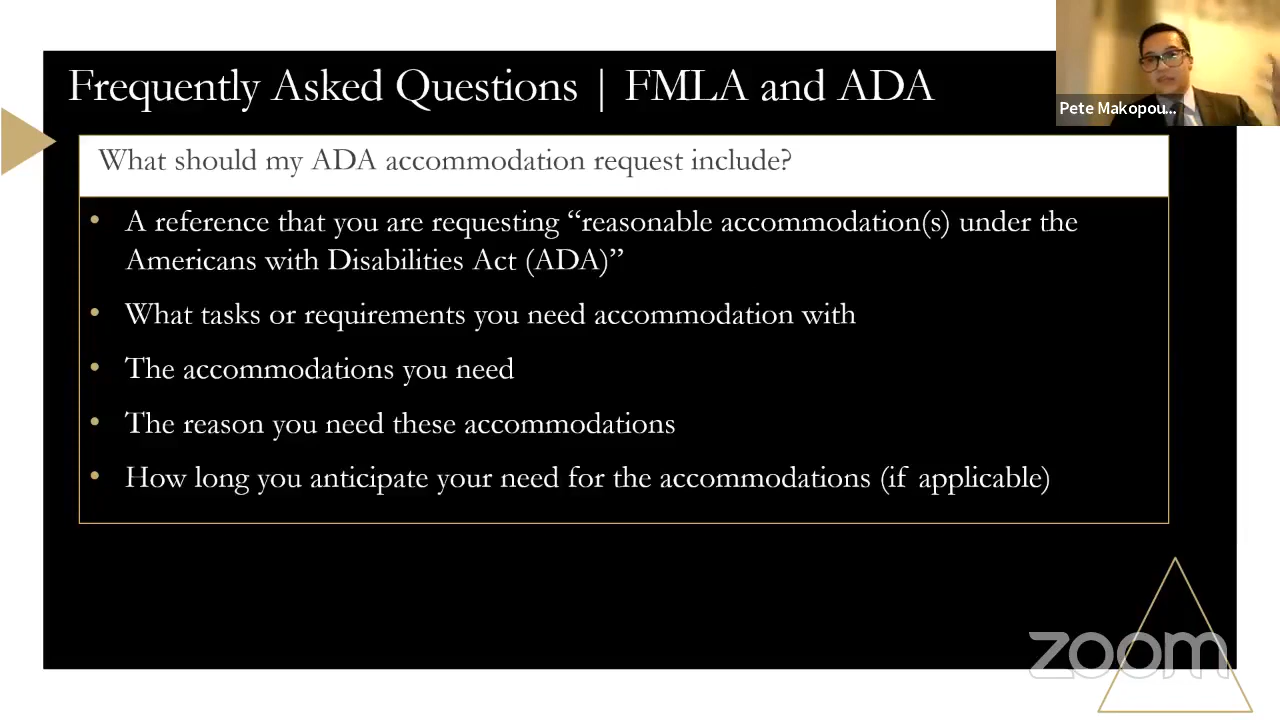 Frequently Asked Questions | FMLA and ADA
Pete Makopou...
What should my ADA accommodation request include?
• A reference that you are requesting “reasonable accommodation(s) under the
Americans with Disabilities Act (ADA)”
• What tasks or requirements you need accommodation with
• The accommodations you need
• The reason you need these accommodations
• How long you anticipate your need for the accommodations (if applicable)
zoom